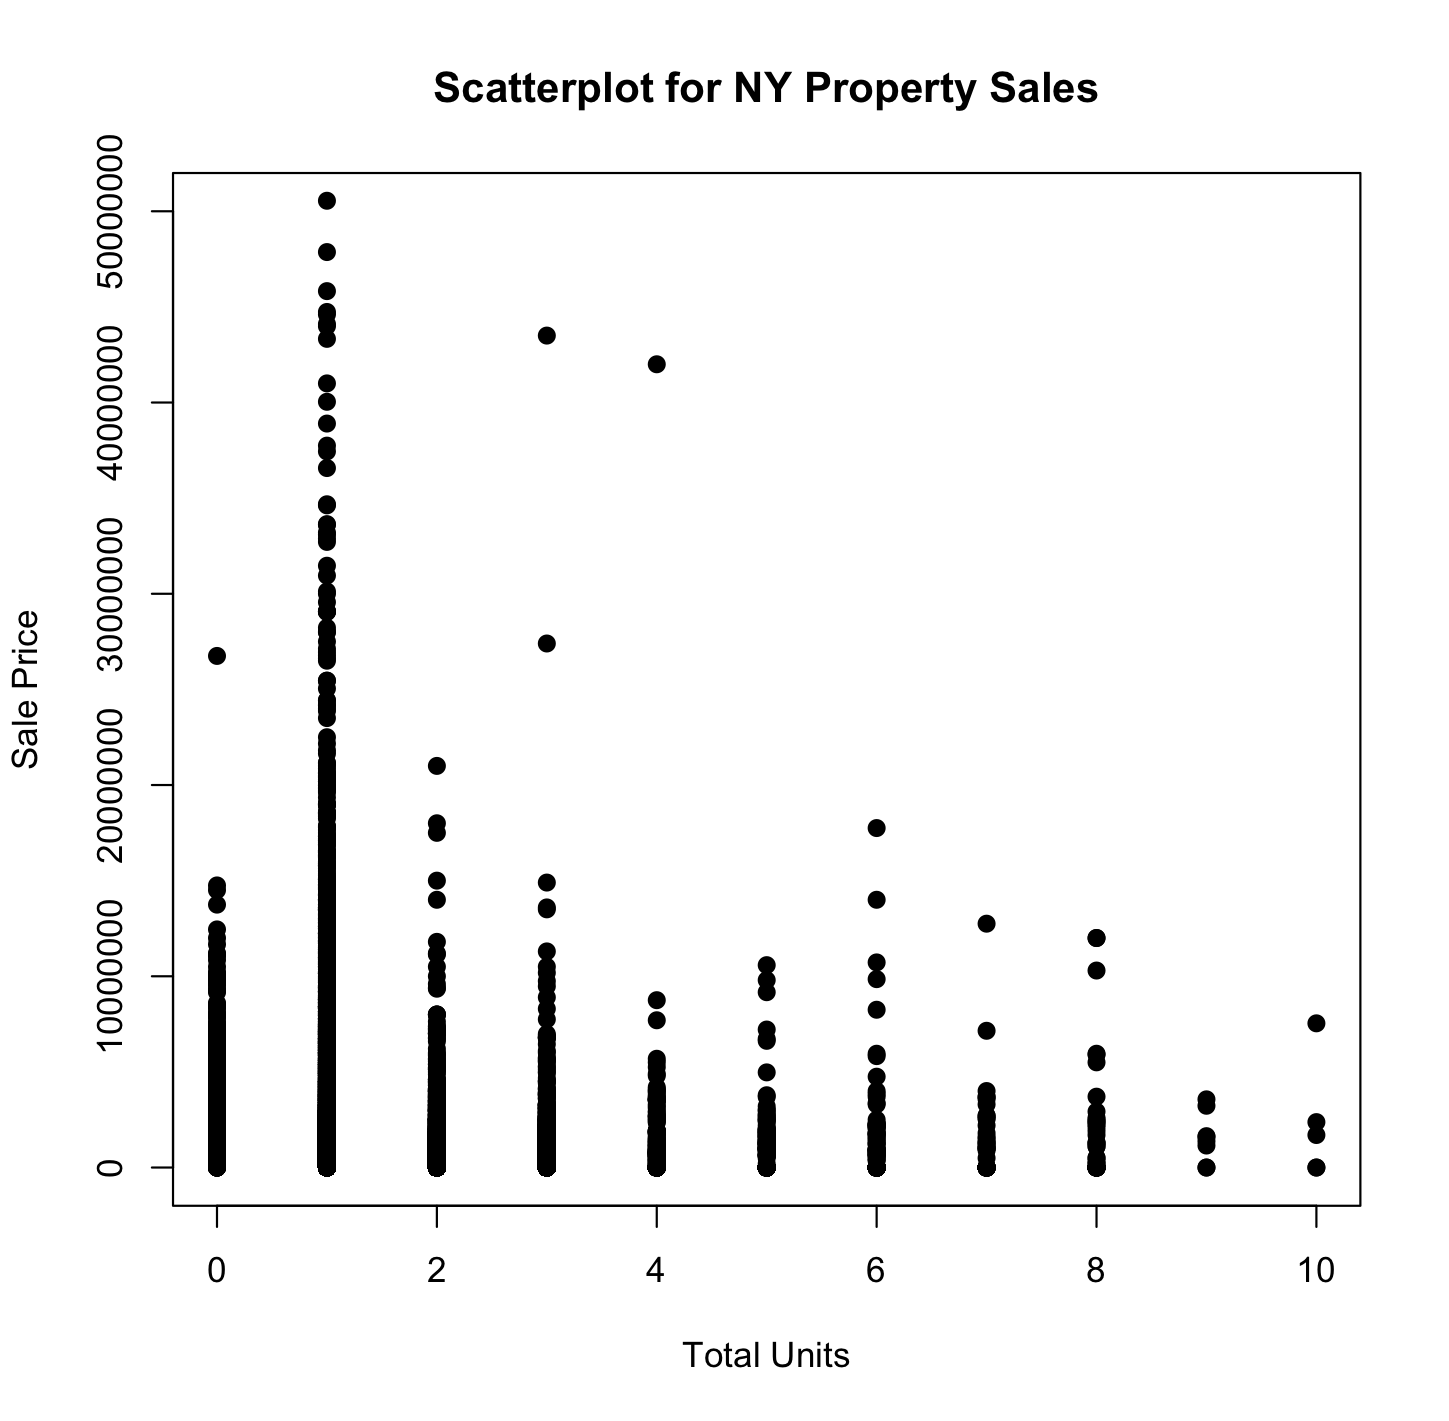 Scatterplot for NY Property Sales
Sale Price
50000000
40000000
30000000
20000000
10000000
0
0 2 4 6 8 10
Total Units